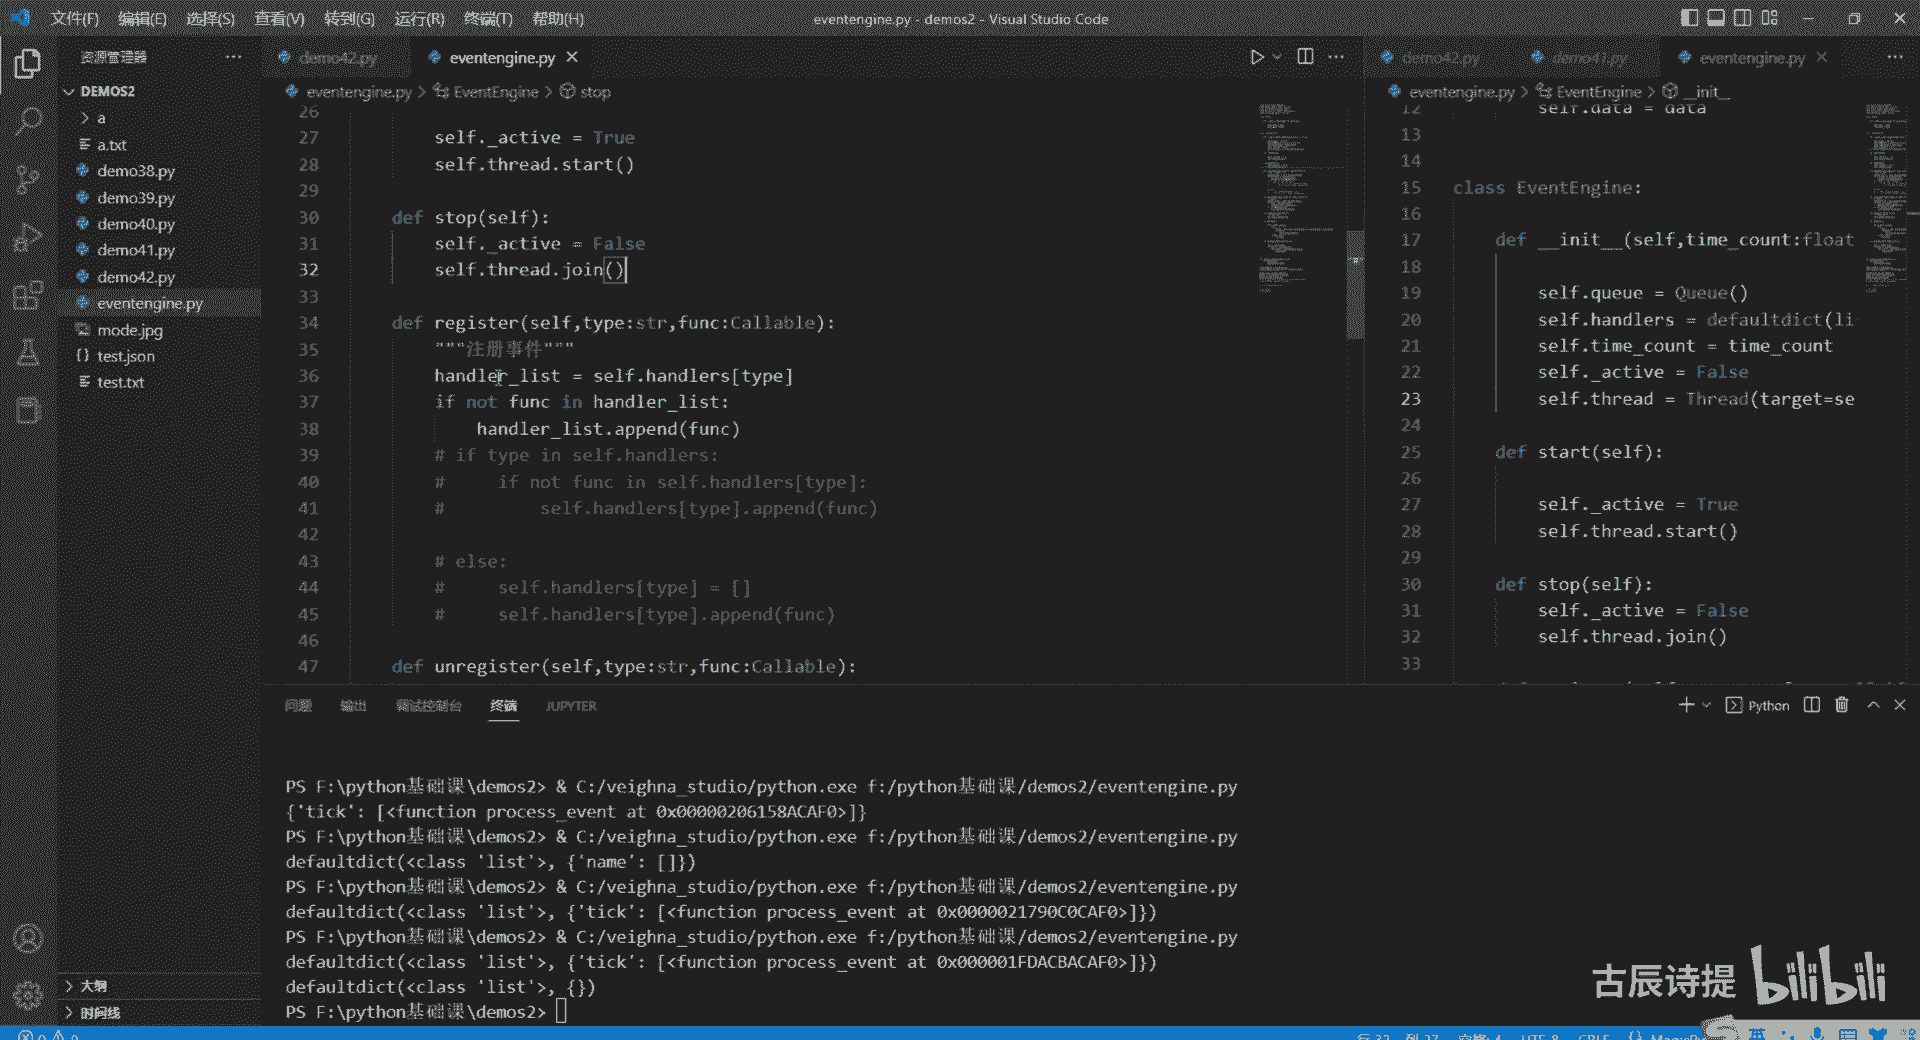 文件(F) 编辑(E) 选择(S) 查看(V) 转到(G) 运行(R) 终端(T) 帮助(H)
eventengine.py - demos2 - Visual Studio Code
资源管理器
DEMOS2
a
a.txt
demo38.py
demo39.py
demo40.py
demo41.py
demo42.py
eventengine.py
mode.jpg
test.json
test.txt
大纲
时间线
demo42.py eventengine.py
eventengine.py > EventEngine > stop
26
27 self._active = True
28 self.thread.start()
29
30 def stop(self):
31 self._active = False
32 self.thread.join()
33
34 def register(self,type:str,func:Callable):
35 """注册事件"""
36 handler_list = self.handlers[type]
37 if not func in handler_list:
38 handler_list.append(func)
39 # if type in self.handlers:
40 # if not func in self.handlers[type]:
41 # self.handlers[type].append(func)
42
43 # else:
44 # self.handlers[type] = []
45 # self.handlers[type].append(func)
46
47 def unregister(self,type:str,func:Callable):
demo42.py demo41.py eventengine.py
eventengine.py > EventEngine > __init__
12 self.data = data
13
14
15 class EventEngine:
16
17 def __init__(self,time_count:float
18
19 self.queue = Queue()
20 self.handlers = defaultdict(li
21 self.time_count = time_count
22 self._active = False
23 self.thread = Thread(target=se
24
25 def start(self):
26
27 self._active = True
28 self.thread.start()
29
30 def stop(self):
31 self._active = False
32 self.thread.join()
33
问题 输出 调试控制台 终端 JUPYTER
Python
PS F:\python基础课\demos2> & C:/veighna_studio/python.exe f:/python基础课/demos2/eventengine.py
{'tick': [<function process_event at 0x00000206158ACAF0>]}
PS F:\python基础课\demos2> & C:/veighna_studio/python.exe f:/python基础课/demos2/eventengine.py
defaultdict(<class 'list'>, {'name': []})
PS F:\python基础课\demos2> & C:/veighna_studio/python.exe f:/python基础课/demos2/eventengine.py
defaultdict(<class 'list'>, {'tick': [<function process_event at 0x0000021790C0CAF0>]})
PS F:\python基础课\demos2> & C:/veighna_studio/python.exe f:/python基础课/demos2/eventengine.py
defaultdict(<class 'list'>, {'tick': [<function process_event at 0x000001FDACBACAF0>]})
defaultdict(<class 'list'>, {})
PS F:\python基础课\demos2>
古辰诗提 bilibili